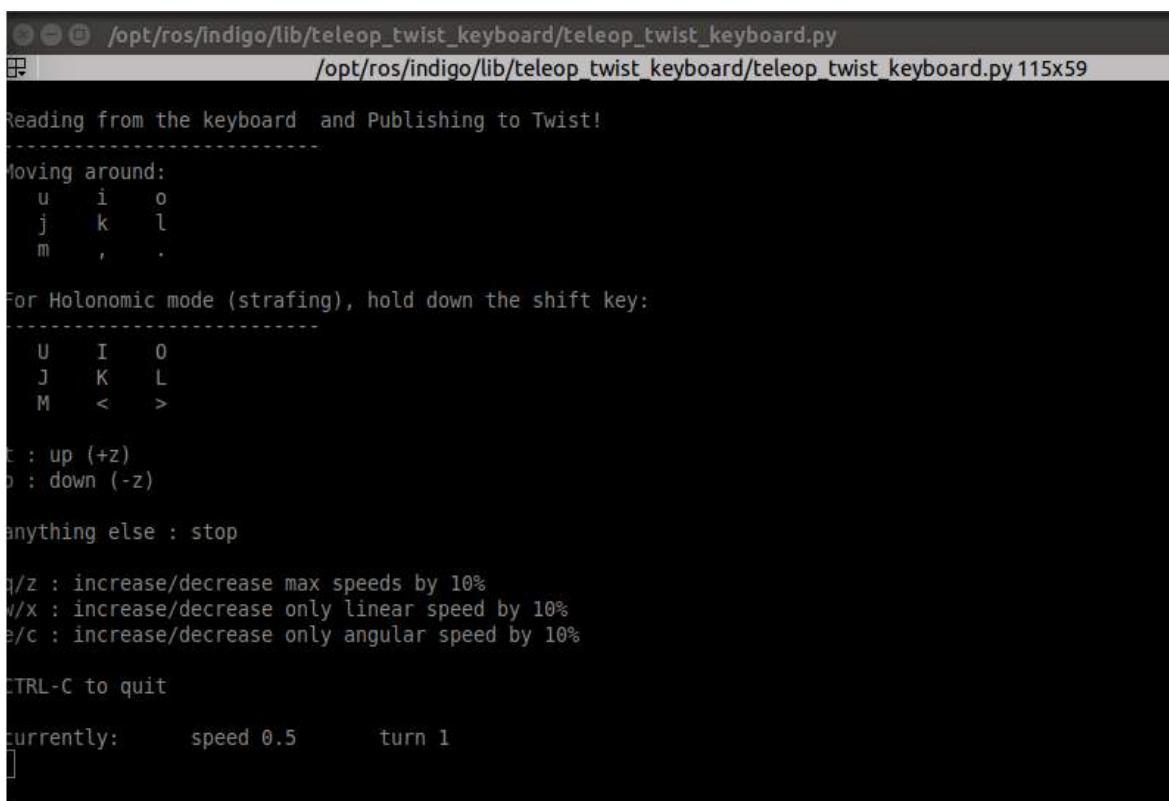 /opt/ros/indigo/lib/teleop_twist_keyboard/teleop_twist_keyboard.py
/opt/ros/indigo/lib/teleop_twist_keyboard/teleop_twist_keyboard.py 115x59
Reading from the keyboard  and Publishing to Twist!
---------------------------
Moving around:
   u    i    o
   j    k    l
   m    ,    .
For Holonomic mode (strafing), hold down the shift key:
---------------------------
   U    I    O
   J    K    L
   M    <    >
t : up (+z)
b : down (-z)
anything else : stop
q/z : increase/decrease max speeds by 10%
w/x : increase/decrease only linear speed by 10%
e/c : increase/decrease only angular speed by 10%
CTRL-C to quit
currently:	speed 0.5	turn 1